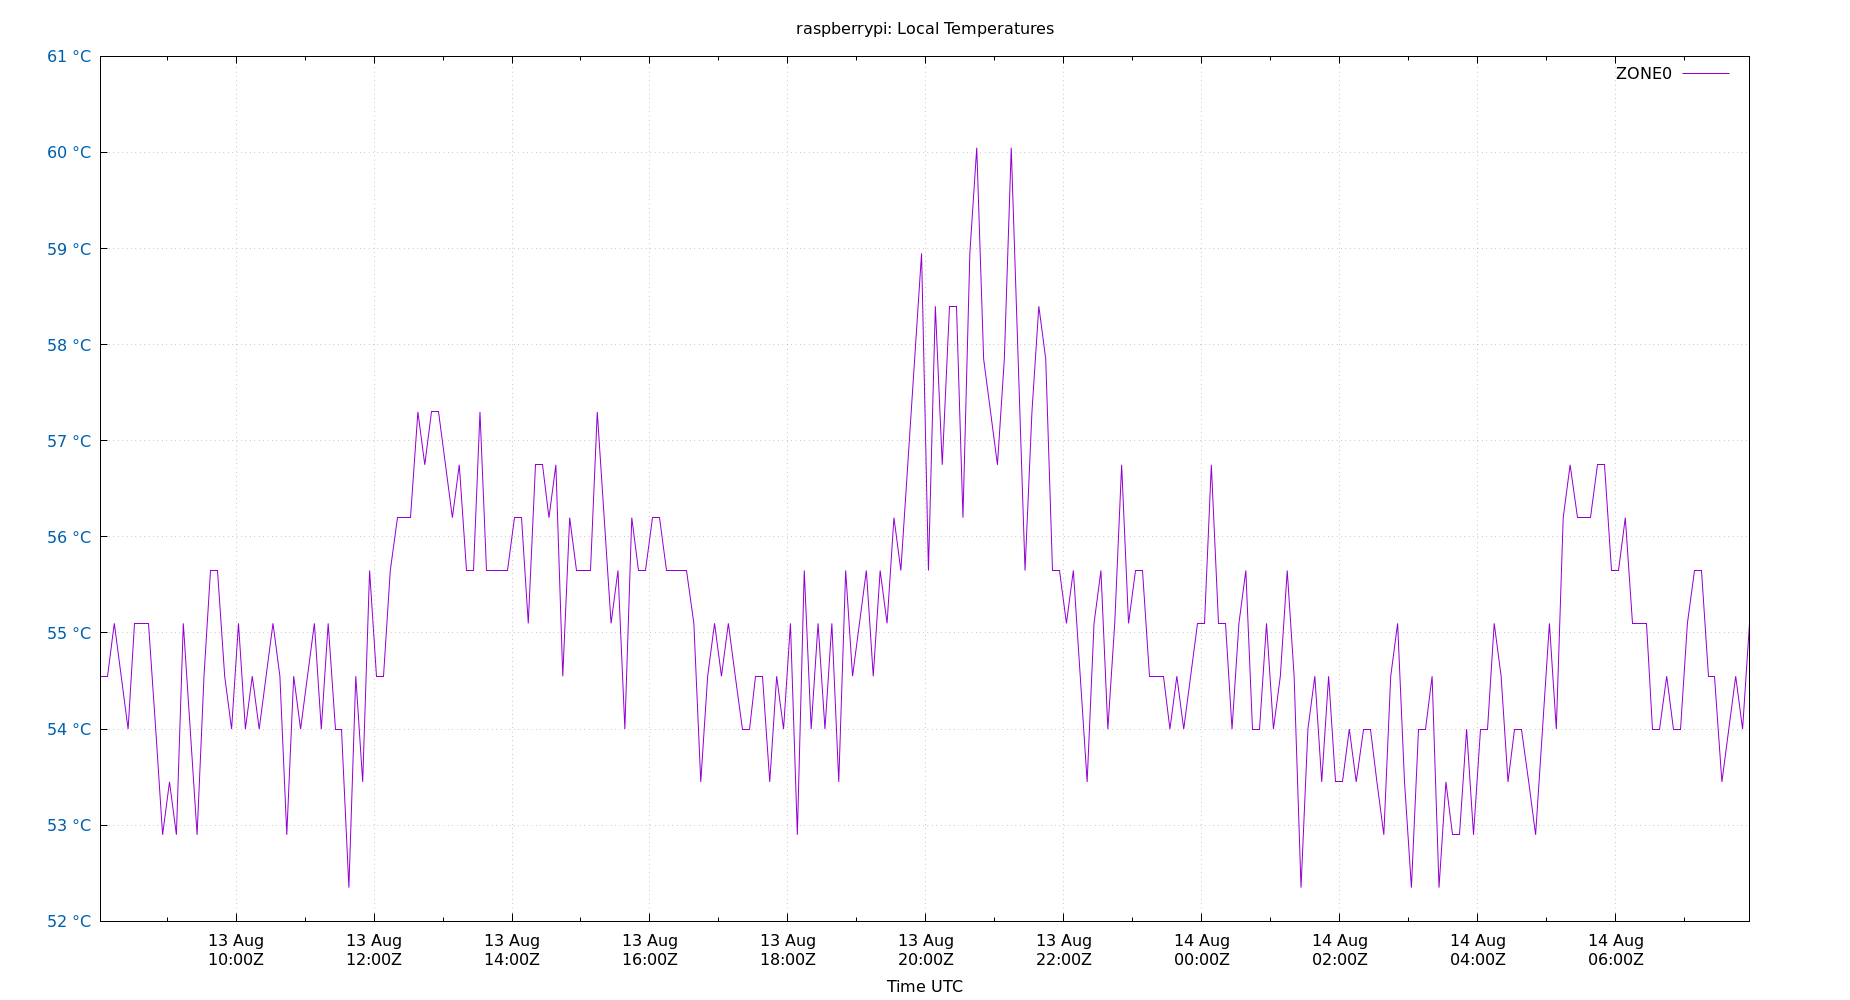 raspberrypi: Local Temperatures
61 °C
ZONE0
60 °C
59 °C
58 °C
57 °C
56 °C
55 °C
54 °C
53 °C
52 °C
13 Aug 13 Aug 13 Aug 13 Aug 13 Aug 13 Aug 13 Aug 14 Aug 14 Aug 14 Aug 14 Aug
10:00Z 12:00Z 14:00Z 16:00Z 18:00Z 20:00Z 22:00Z 00:00Z 02:00Z 04:00Z 06:00Z
Time UTC